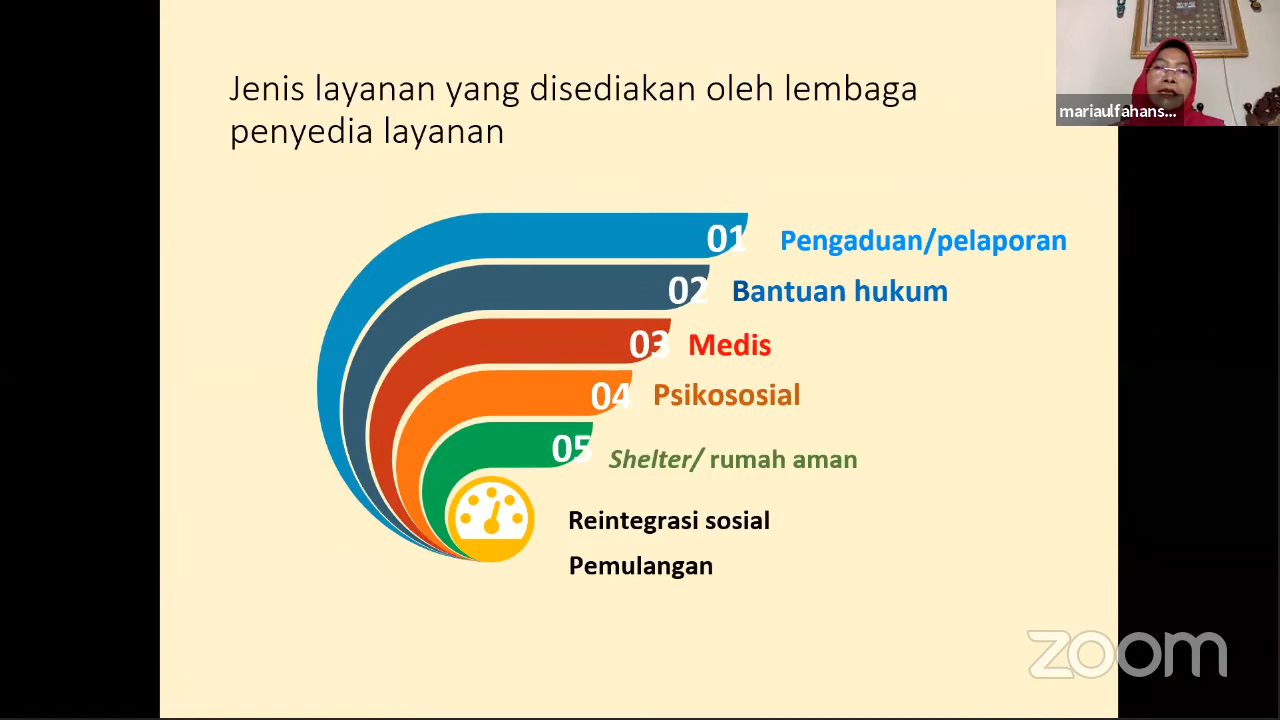 Jenis layanan yang disediakan oleh lembaga
penyedia layanan
mariaulfahans...
01 Pengaduan/pelaporan
02 Bantuan hukum
03 Medis
04 Psikososial
05 Shelter/ rumah aman
Reintegrasi sosial
Pemulangan
zoom